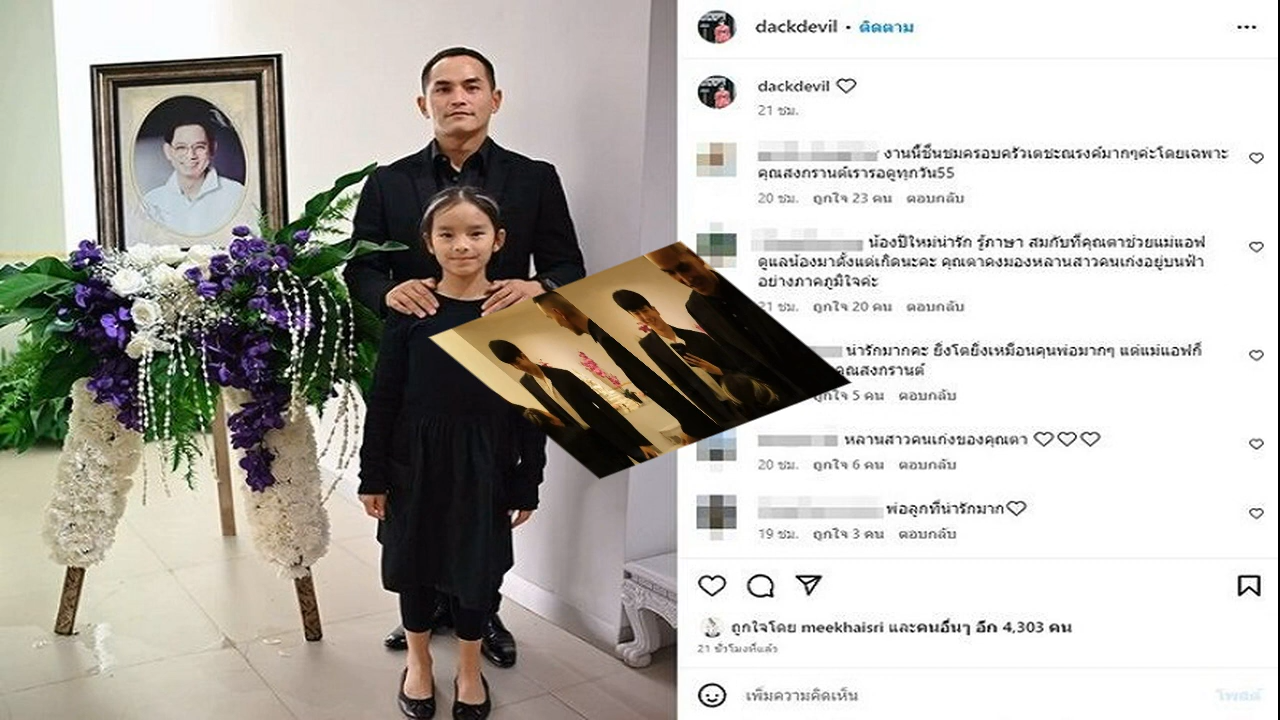 dackdevil • ติดตาม
dackdevil ♡
21 ชม.
งานนี้ชื่นชมครอบครัวเตชะณรงค์มากๆค่ะโดยเฉพาะ
คุณสงกรานต์เรารอดูทุกวัน55
20 ชม. ถูกใจ 23 คน ตอบกลับ
น้องปีใหม่น่ารัก รู้ภาษา สมกับที่คุณตาช่วยแม่แอฟ
ดูแลน้องมาตั้งแต่เกิดนะคะ คุณตาคงมองหลานสาวคนเก่งอยู่บนฟ้า
อย่างภาคภูมิใจค่ะ
21 ชม. ถูกใจ 20 คน ตอบกลับ
น่ารักมากคะ ยิ่งโตยิ่งเหมือนคุนพ่อมากๆ แต่แม่แอฟก็
คุณสงกรานต์
ถูกใจ 5 คน ตอบกลับ
หลานสาวคนเก่งของคุณตา ♡♡♡
20 ชม. ถูกใจ 6 คน ตอบกลับ
พ่อลูกที่น่ารักมาก♡
19 ชม. ถูกใจ 3 คน ตอบกลับ
ถูกใจโดย meekhaisri และคนอื่นๆ อีก 4,303 คน
21 ชั่วโมงที่แล้ว
เพิ่มความคิดเห็น
โพสต์